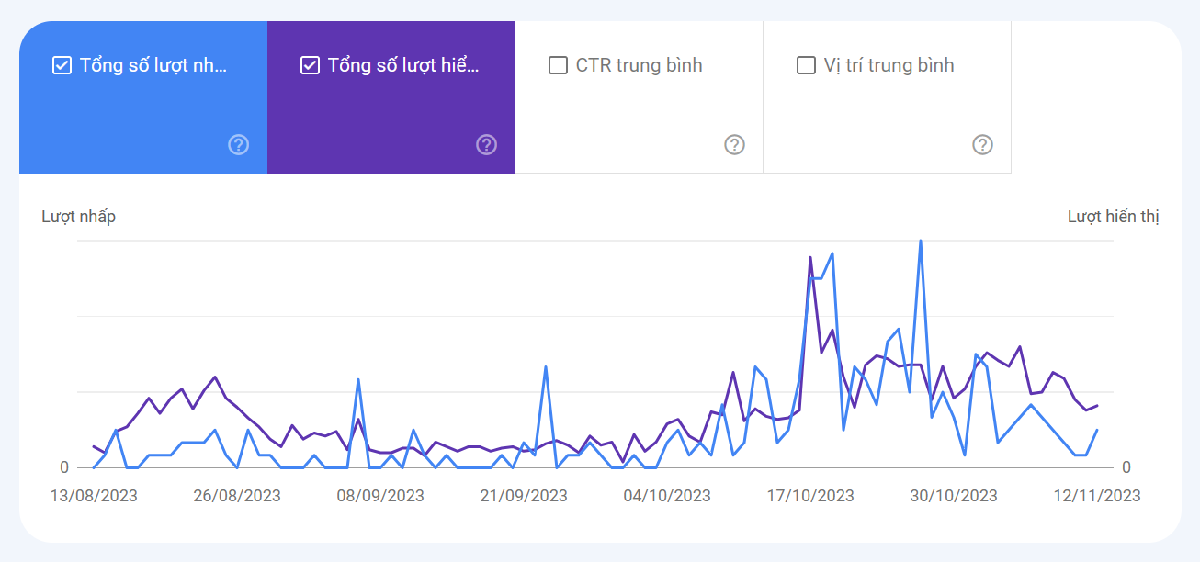 Tổng số lượt nh...
Tổng số lượt hiể...
CTR trung bình
Vị trí trung bình
Lượt nhấp
Lượt hiển thị
0
0
13/08/2023
26/08/2023
08/09/2023
21/09/2023
04/10/2023
17/10/2023
30/10/2023
12/11/2023